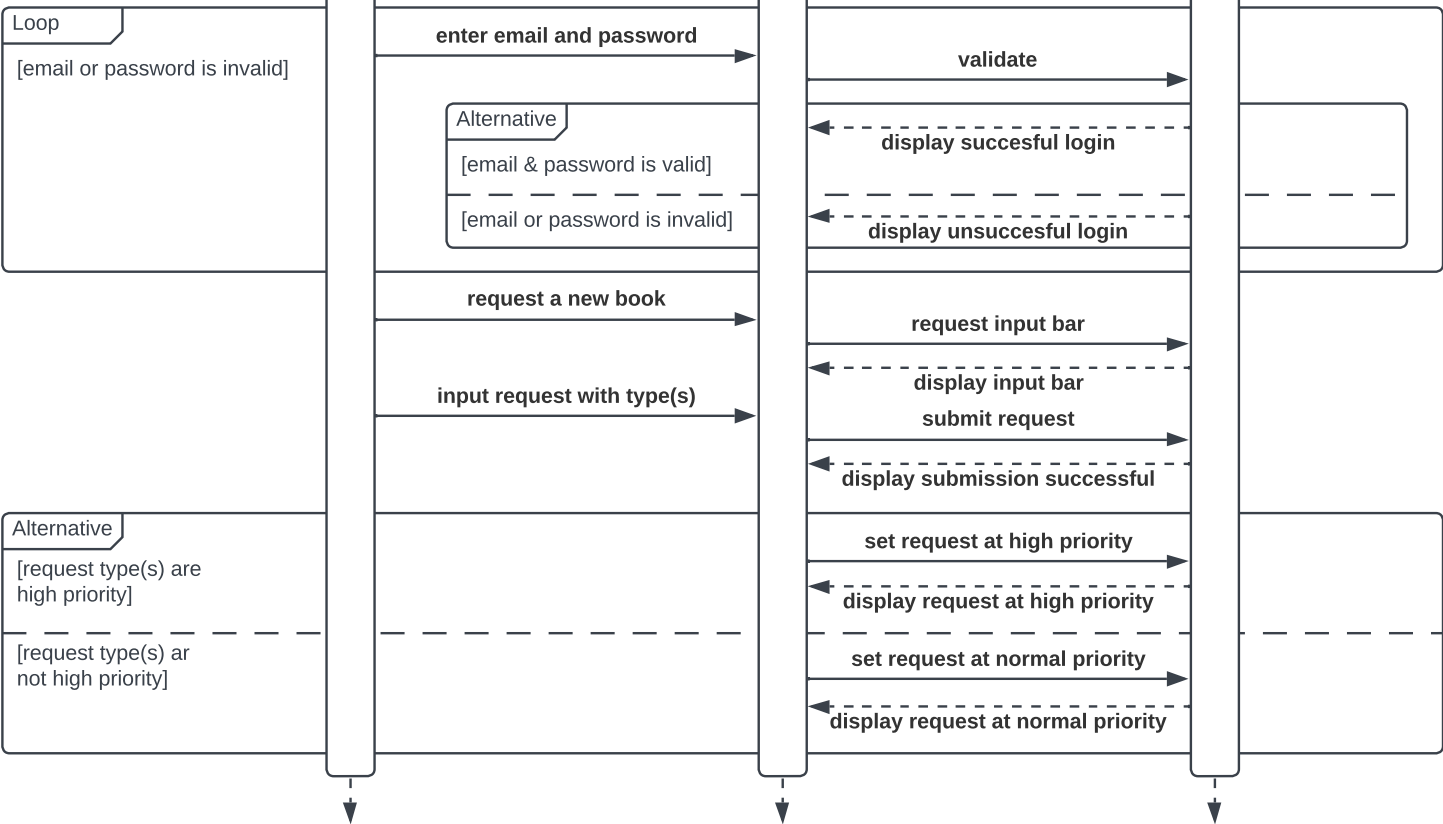 Loop
enter email and password
validate
[email or password is invalid]
Alternative
display succesful login
[email & password is valid]
[email or password is invalid]
display unsuccesful login
request a new book
request input bar
display input bar
input request with type(s)
submit request
display submission successful
Alternative
set request at high priority
[request type(s) are
high priority]
display request at high priority
[request type(s) ar
not high priority]
set request at normal priority
display request at normal priority